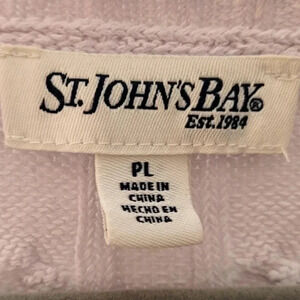 ST. JOHN'S BAY®
Est. 1984
PL
MADE IN
CHINA
HECHO EN
CHINA